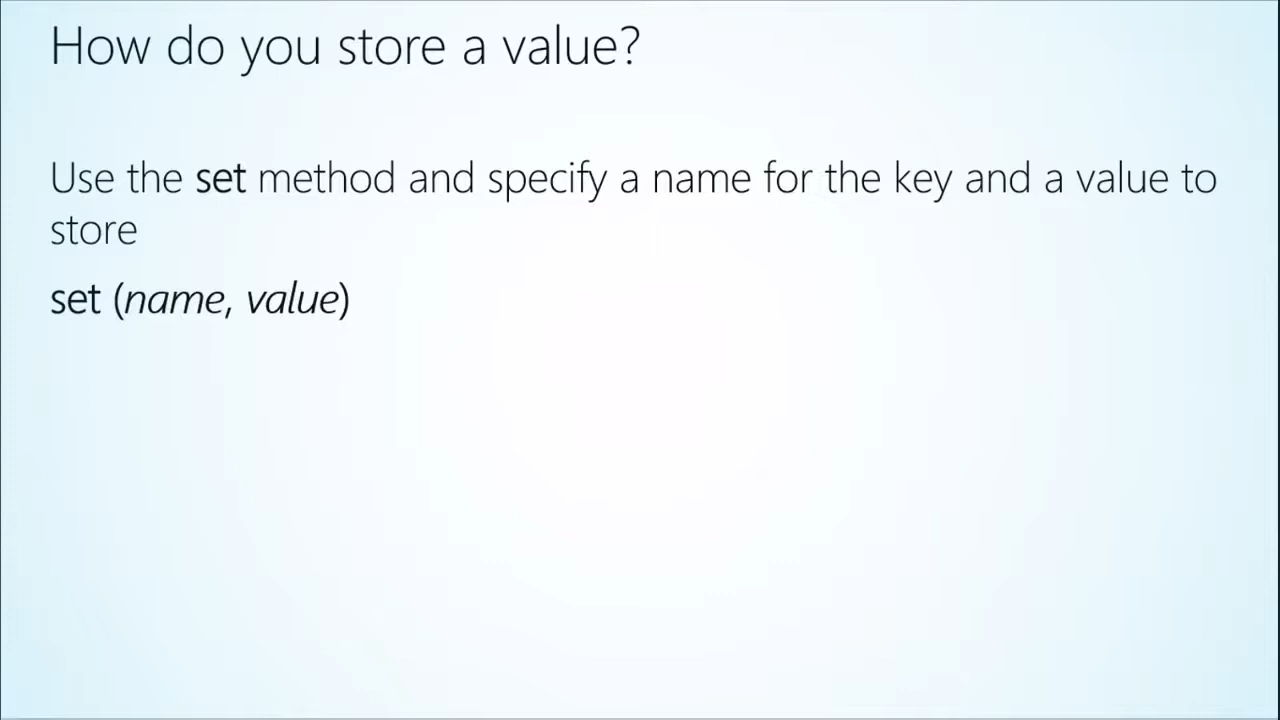 How do you store a value?
Use the set method and specify a name for the key and a value to
store
set (name, value)